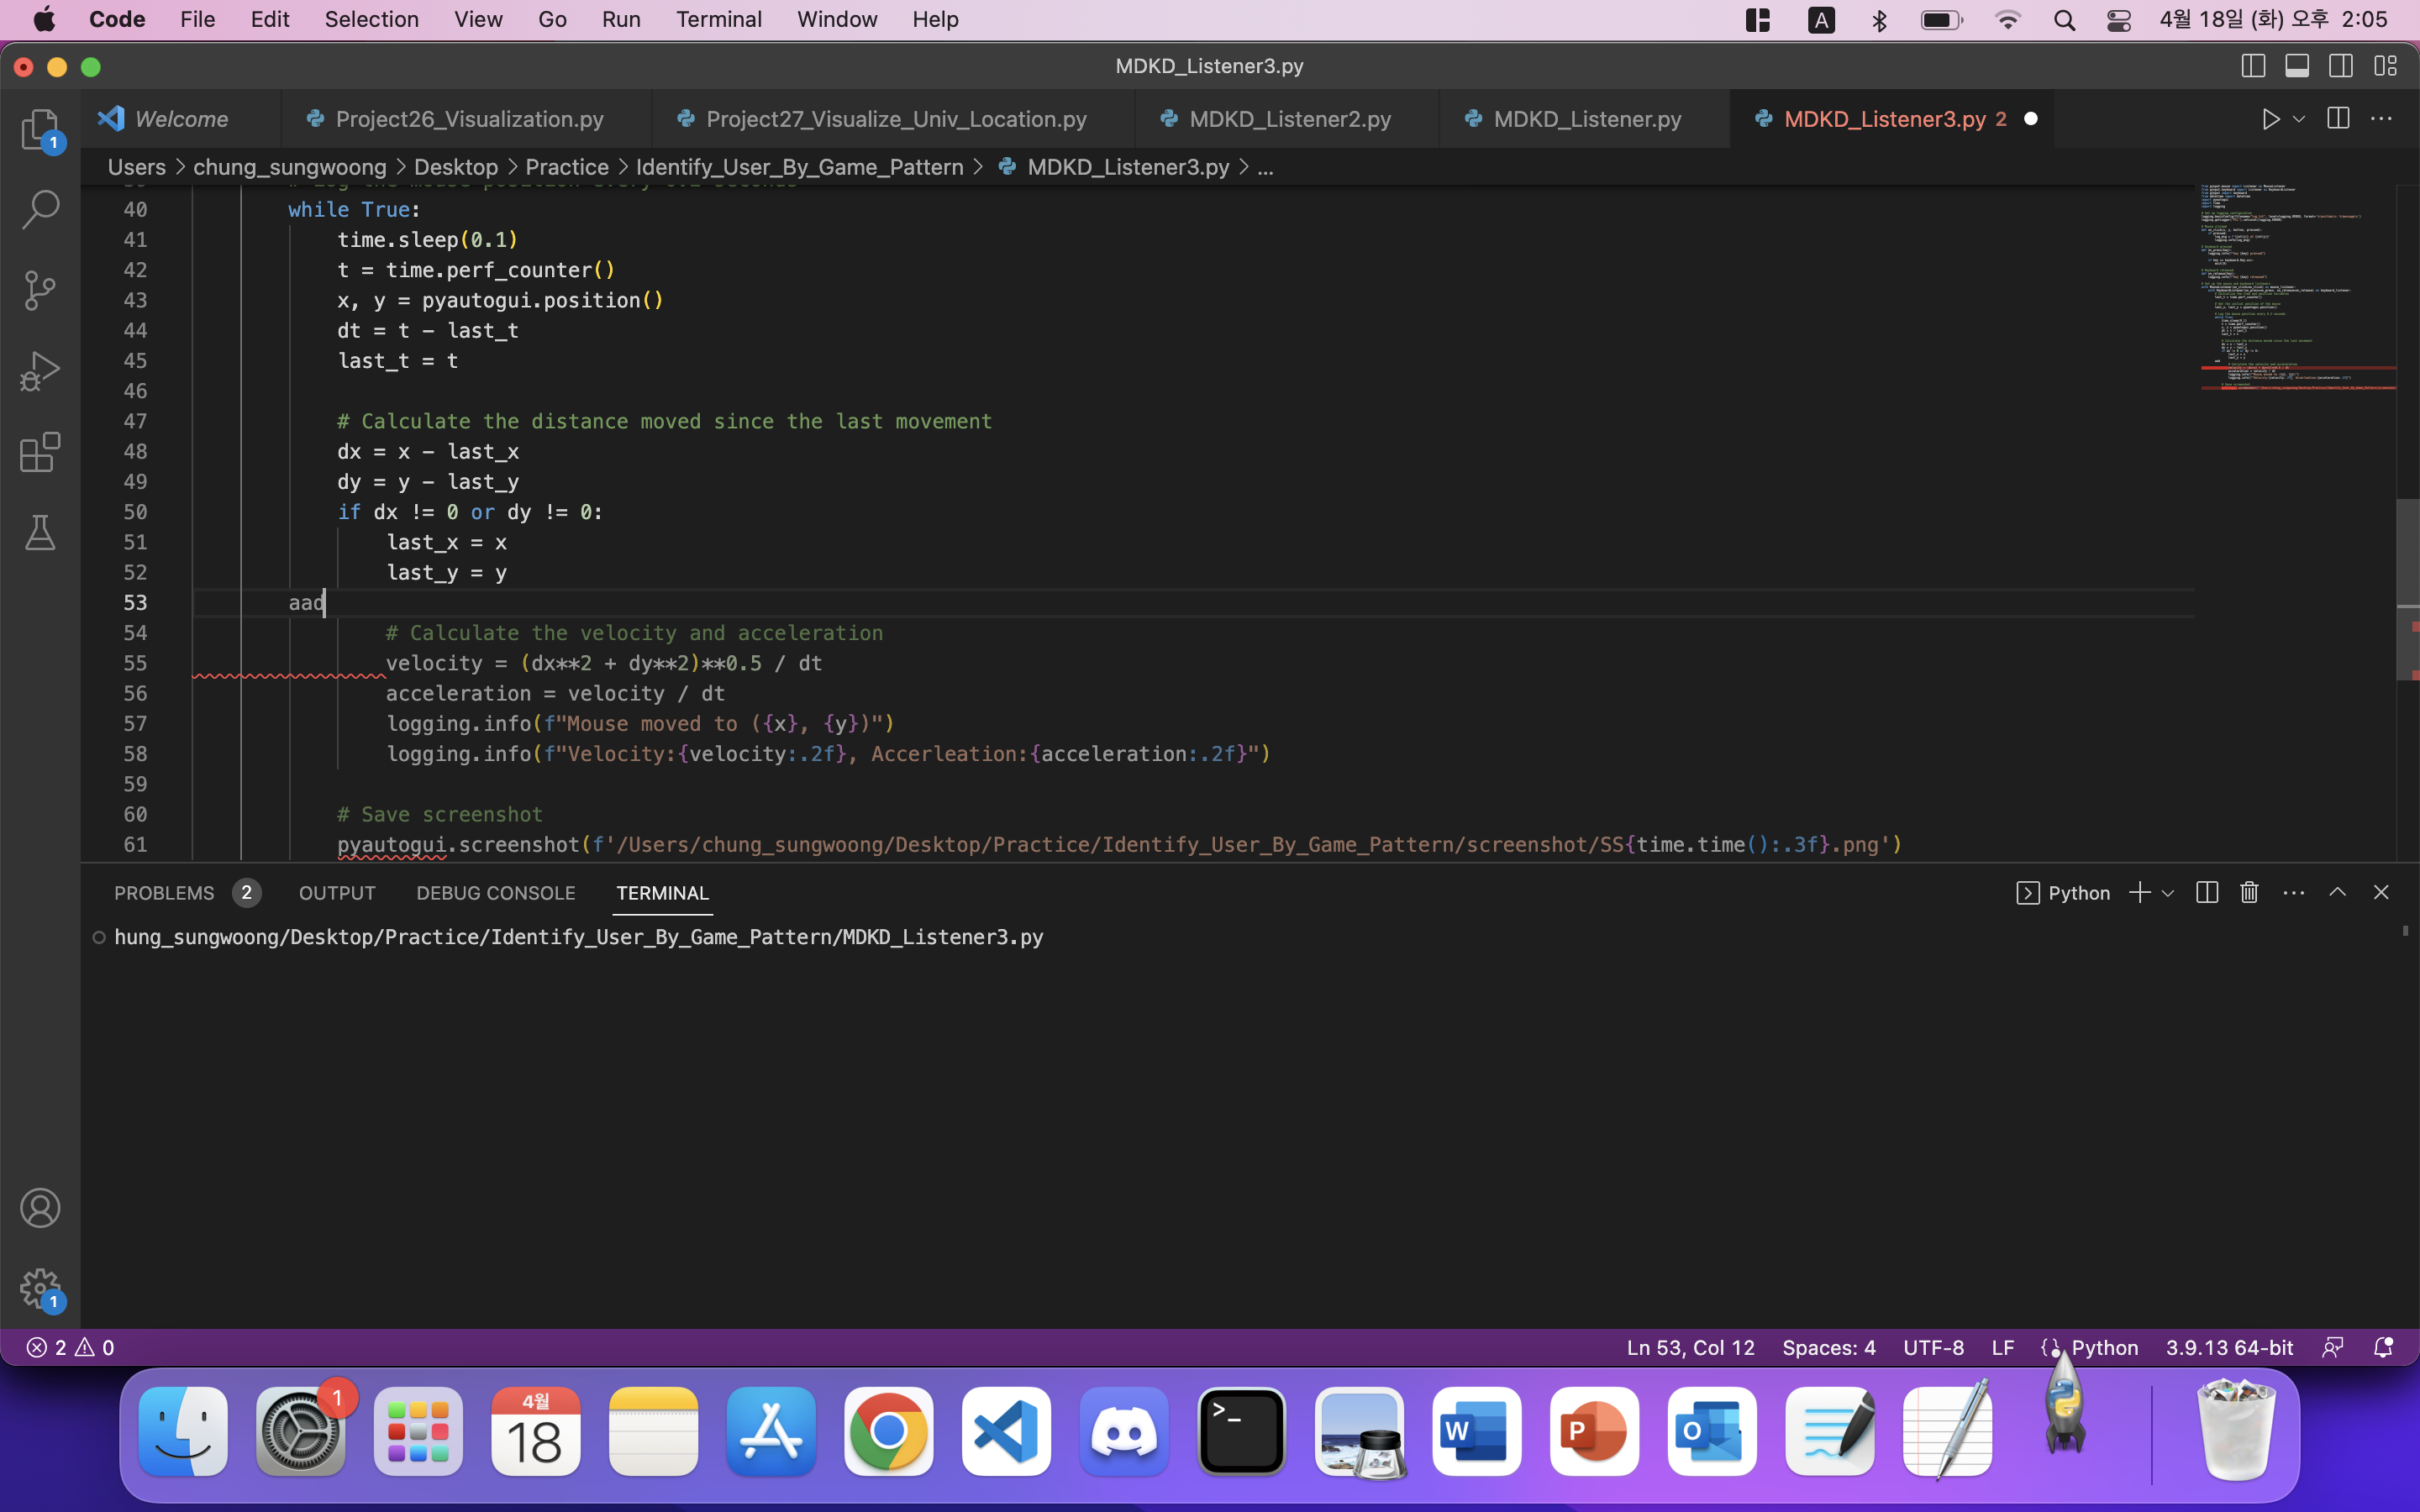 Code File Edit Selection View Go Run Terminal Window Help A 4월 18일 (화) 오후 2:05
MDKD_Listener3.py
Welcome Project26_Visualization.py Project27_Visualize_Univ_Location.py MDKD_Listener2.py MDKD_Listener.py MDKD_Listener3.py 2
1
Users > chung_sungwoong > Desktop > Practice > Identify_User_By_Game_Pattern > MDKD_Listener3.py > ...
40 while True:
41 time.sleep(0.1)
42 t = time.perf_counter()
43 x, y = pyautogui.position()
44 dt = t - last_t
45 last_t = t
46
47 # Calculate the distance moved since the last movement
48 dx = x - last_x
49 dy = y - last_y
50 if dx != 0 or dy != 0:
51 last_x = x
52 last_y = y
53 aad
54 # Calculate the velocity and acceleration
55 velocity = (dx**2 + dy**2)**0.5 / dt
56 acceleration = velocity / dt
57 logging.info(f"Mouse moved to ({x}, {y})")
58 logging.info(f"Velocity:{velocity:.2f}, Accerleation:{acceleration:.2f}")
59
60 # Save screenshot
61 pyautogui.screenshot(f'/Users/chung_sungwoong/Desktop/Practice/Identify_User_By_Game_Pattern/screenshot/SS{time.time():.3f}.png')
PROBLEMS 2 OUTPUT DEBUG CONSOLE TERMINAL Python
hung_sungwoong/Desktop/Practice/Identify_User_By_Game_Pattern/MDKD_Listener3.py
1
2 0 Ln 53, Col 12 Spaces: 4 UTF-8 LF Python 3.9.13 64-bit
1
4월
18
>_
W
P
O